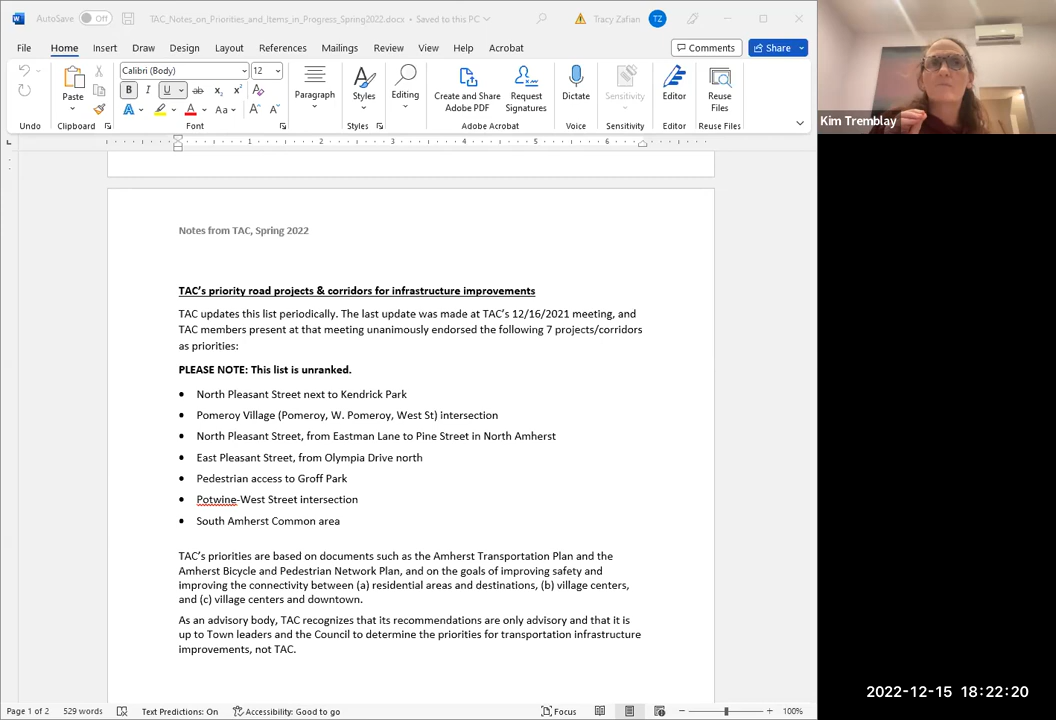 AutoSave Off TAC_Notes_on_Priorities_and_Items_in_Progress_Spring2022.docx • Saved to this PC Tracy Zafian TZ
File Home Insert Draw Design Layout References Mailings Review View Help Acrobat Comments Share
Calibri (Body) 12
Paste B I U ab x₂ x² Paragraph Styles Editing Create and Share Adobe PDF Request Signatures Dictate Sensitivity Editor Reuse Files
A A Aa A A
Undo Clipboard Font Styles Adobe Acrobat Voice Sensitivity Editor Reuse Files
Kim Tremblay
1 2 3 4 5 6
Notes from TAC, Spring 2022
TAC's priority road projects & corridors for infrastructure improvements
TAC updates this list periodically. The last update was made at TAC's 12/16/2021 meeting, and
TAC members present at that meeting unanimously endorsed the following 7 projects/corridors
as priorities:
PLEASE NOTE: This list is unranked.
• North Pleasant Street next to Kendrick Park
• Pomeroy Village (Pomeroy, W. Pomeroy, West St) intersection
• North Pleasant Street, from Eastman Lane to Pine Street in North Amherst
• East Pleasant Street, from Olympia Drive north
• Pedestrian access to Groff Park
• Potwine-West Street intersection
• South Amherst Common area
TAC's priorities are based on documents such as the Amherst Transportation Plan and the
Amherst Bicycle and Pedestrian Network Plan, and on the goals of improving safety and
improving the connectivity between (a) residential areas and destinations, (b) village centers,
and (c) village centers and downtown.
As an advisory body, TAC recognizes that its recommendations are only advisory and that it is
up to Town leaders and the Council to determine the priorities for transportation infrastructure
improvements, not TAC.
2022-12-15 18:22:20
Page 1 of 2 529 words Text Predictions: On Accessibility: Good to go Focus 100%